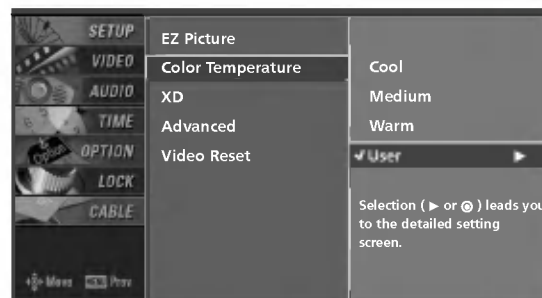 SETUP
VIDEO
AUDIO
TIME
OPTION
LOCK
CABLE
Move MENU Prev
EZ Picture
Color Temperature
XD
Advanced
Video Reset
Cool
Medium
Warm
✓ User ▶
Selection ( ▶ or ◉ ) leads you
to the detailed setting
screen.